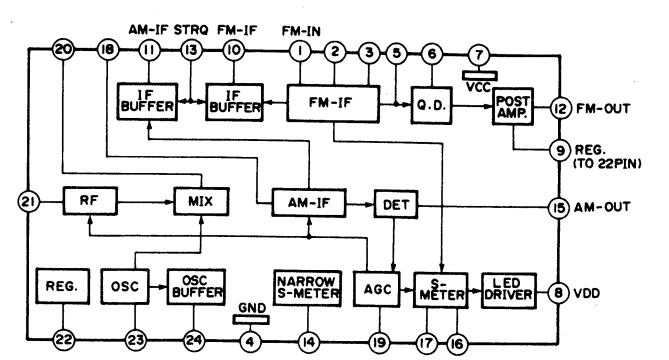 AM-IF STRQ FM-IF FM-IN
20 18 11 13 10 1 2 3 5 6 7
VCC
IF BUFFER
IF BUFFER
FM-IF
Q.D.
POST AMP.
12 FM-OUT
9 REG.
(TO 22PIN)
21 RF
MIX
AM-IF
DET
15 AM-OUT
REG.
OSC
OSC BUFFER
GND
NARROW S-METER
AGC
S-METER
LED DRIVER
8 VDD
22 23 24 4 14 19 17 16